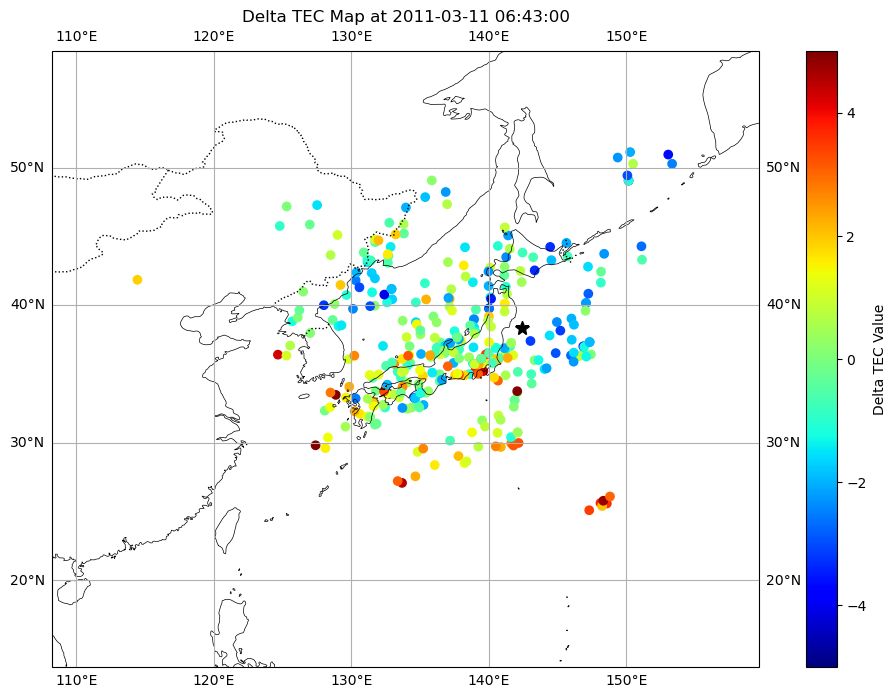 Delta TEC Map at 2011-03-11 06:43:00
110°E 120°E 130°E 140°E 150°E
50°N 50°N
40°N 40°N
30°N 30°N
20°N 20°N
110°E 120°E 130°E 140°E 150°E
4
2
0
−2
−4
Delta TEC Value